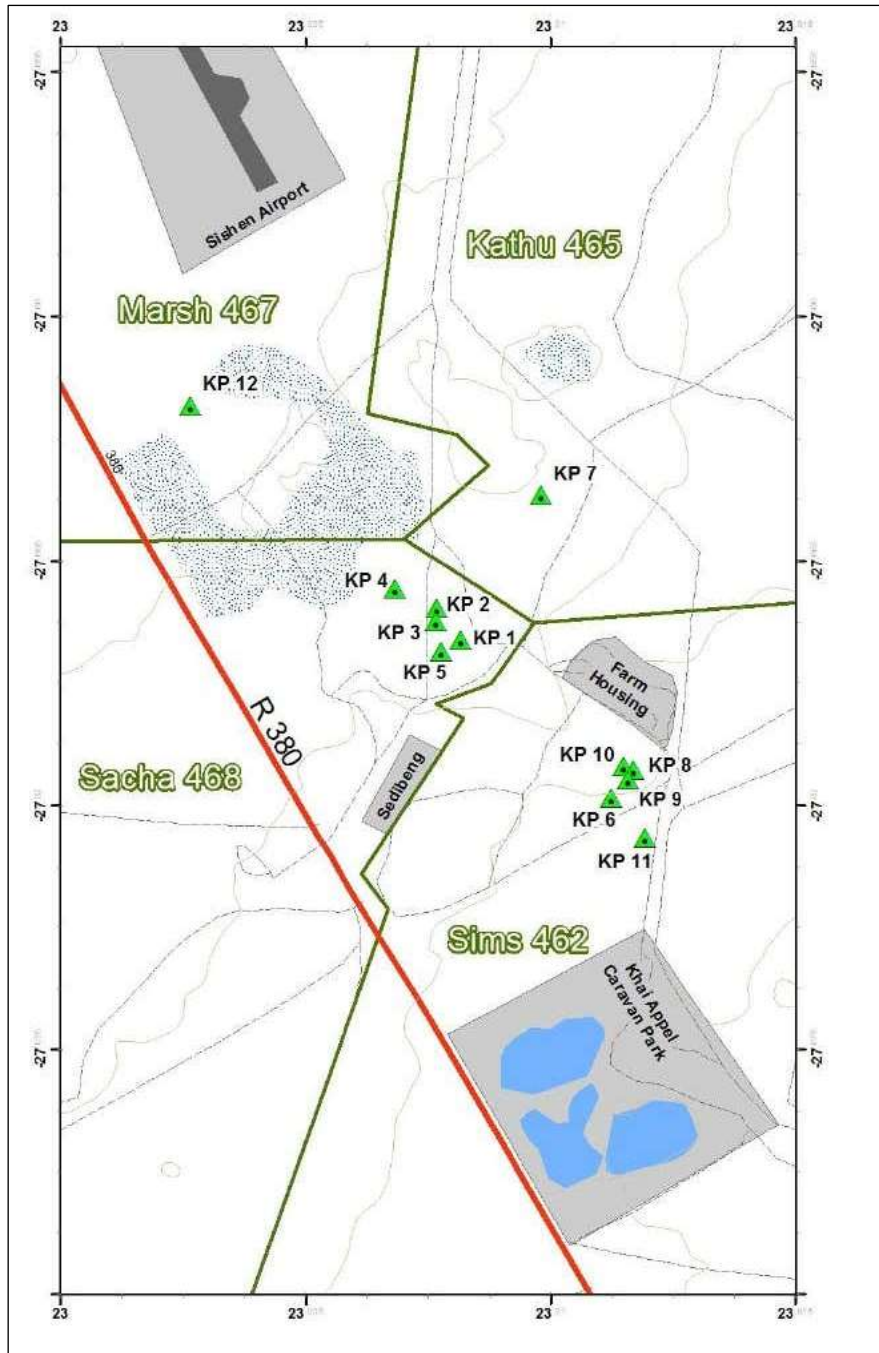 23
23
23
23
-27
-27
Sishen Airport
Kathu 465
Marsh 467
-27
-27
KP 12
380
KP 7
-27
-27
KP 4
KP 2
KP 3
KP 1
KP 5
Farm
Housing
R 380
Sacha 468
Sedibeng
KP 10
KP 8
KP 9
KP 6
KP 11
-27
-27
Sims 462
Khai Appel
Caravan Park
-27
-27
23
23
23
23